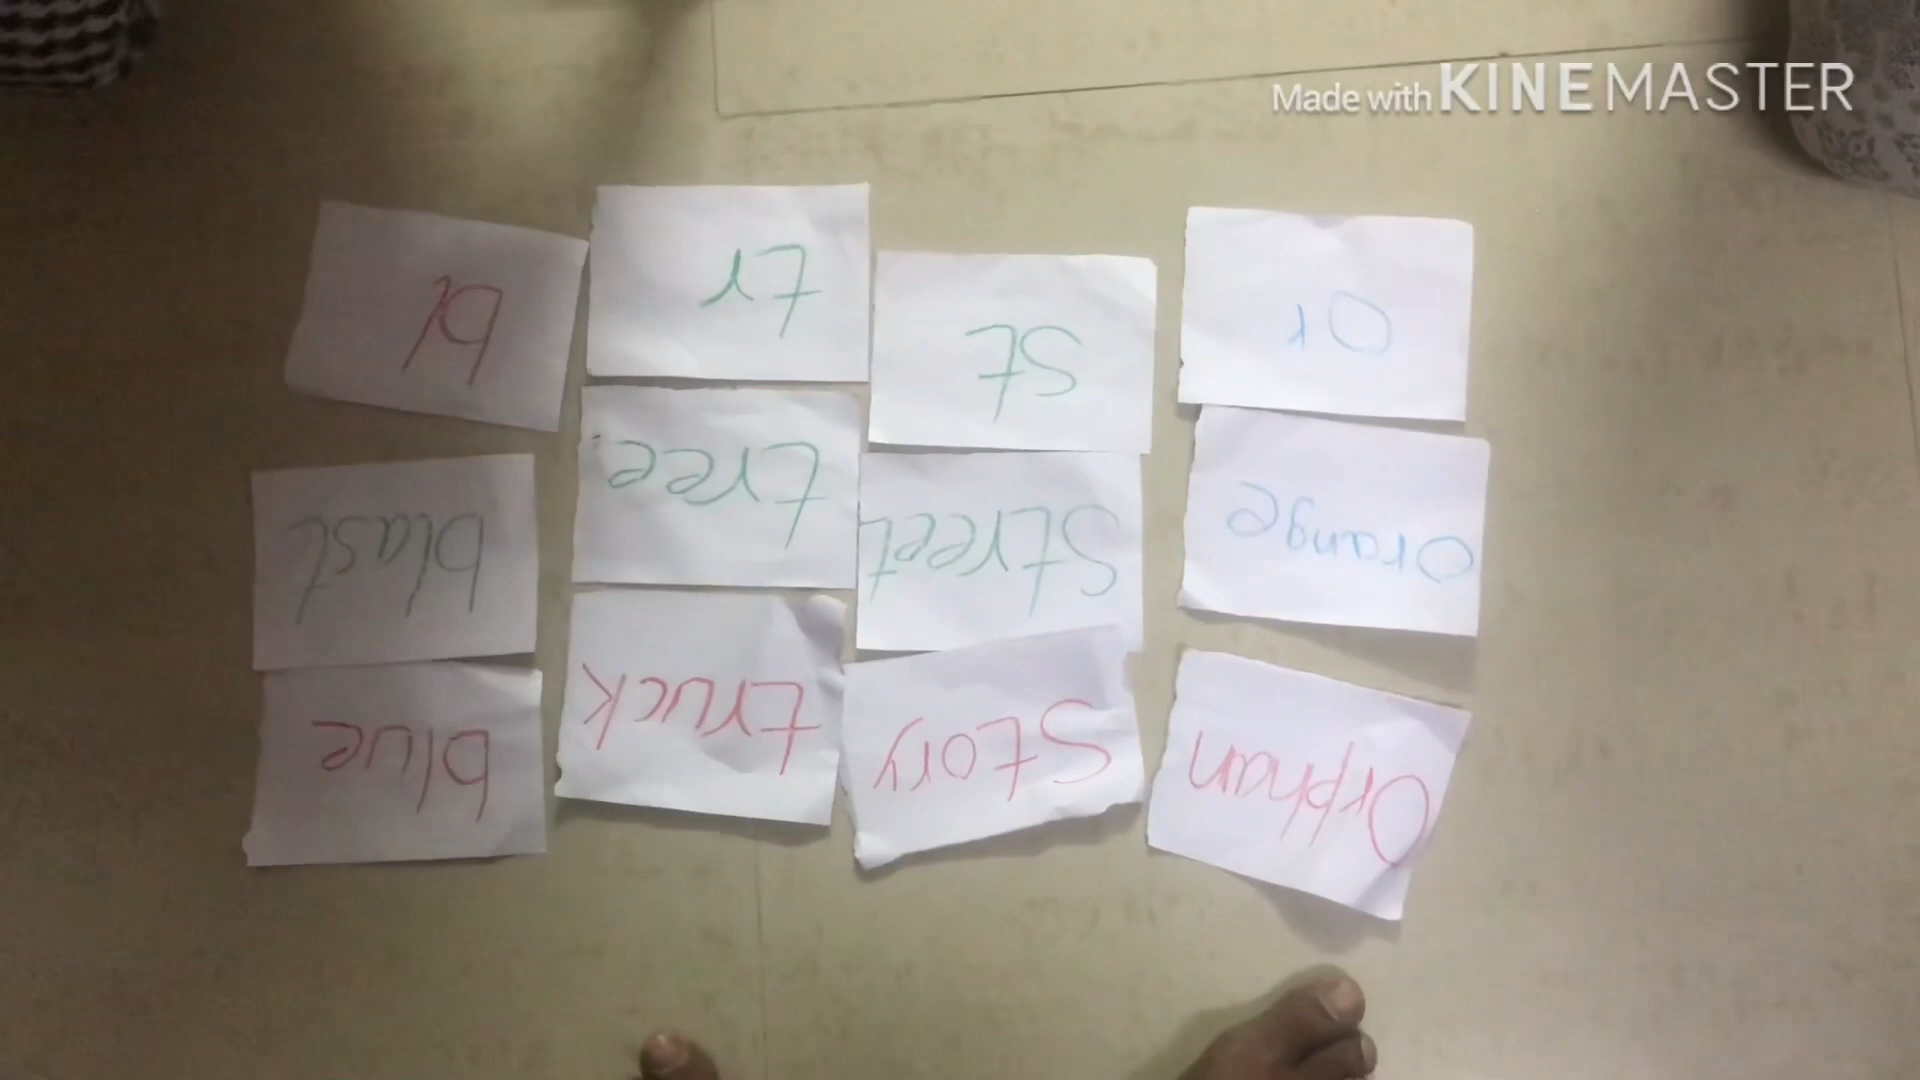 Made with KINEMASTER
Orphan
Story
truck
blue
Orange
Street
tree
blast
Or
St
tr
bl